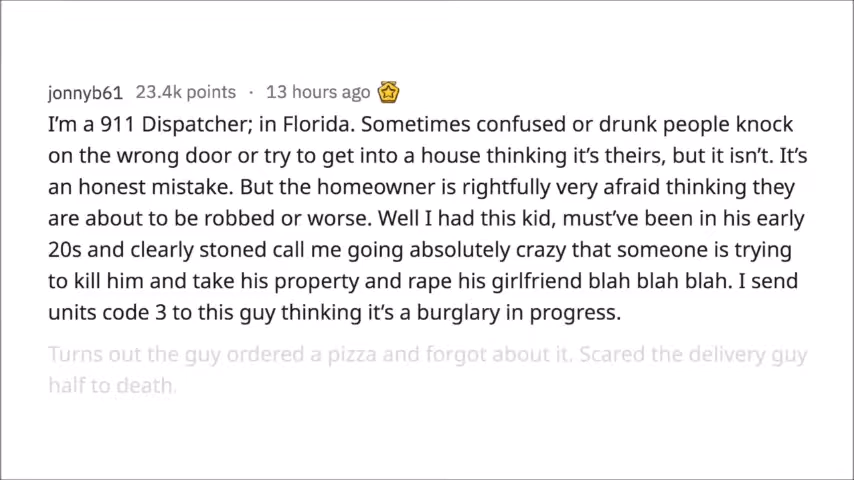 jonnyb61 23.4k points · 13 hours ago
I'm a 911 Dispatcher; in Florida. Sometimes confused or drunk people knock
on the wrong door or try to get into a house thinking it's theirs, but it isn't. It's
an honest mistake. But the homeowner is rightfully very afraid thinking they
are about to be robbed or worse. Well I had this kid, must've been in his early
20s and clearly stoned call me going absolutely crazy that someone is trying
to kill him and take his property and rape his girlfriend blah blah blah. I send
units code 3 to this guy thinking it's a burglary in progress.
Turns out the guy ordered a pizza and forgot about it. Scared the delivery guy
half to death.